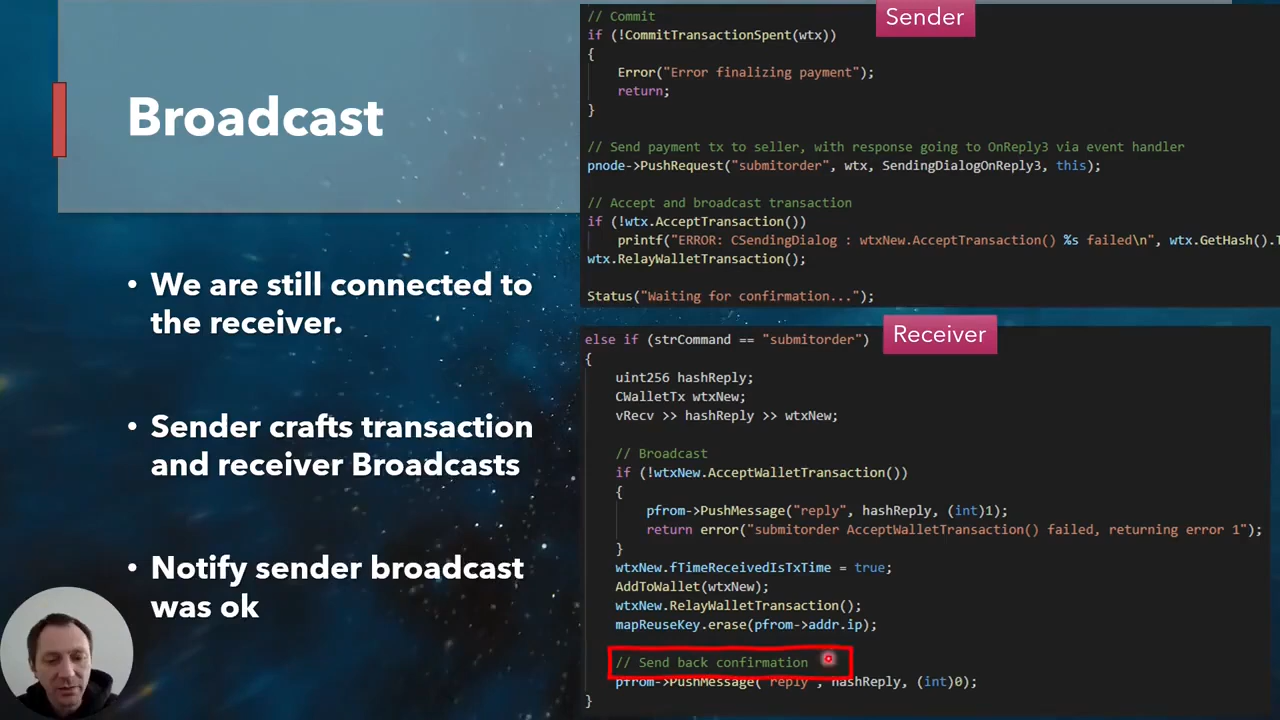 Broadcast
• We are still connected to
the receiver.
• Sender crafts transaction
and receiver Broadcasts
• Notify sender broadcast
was ok
Sender
// Commit
if (!CommitTransactionSpent(wtx))
{
Error("Error finalizing payment");
return;
}
// Send payment tx to seller, with response going to OnReply3 via event handler
pnode->PushRequest("submitorder", wtx, SendingDialogOnReply3, this);
// Accept and broadcast transaction
if (!wtx.AcceptTransaction())
printf("ERROR: CSendingDialog : wtxNew.AcceptTransaction() %s failed\n", wtx.GetHash().T
wtx.RelayWalletTransaction();
Status("Waiting for confirmation...");
Receiver
else if (strCommand == "submitorder")
{
uint256 hashReply;
CWalletTx wtxNew;
vRecv >> hashReply >> wtxNew;
// Broadcast
if (!wtxNew.AcceptWalletTransaction())
{
pfrom->PushMessage("reply", hashReply, (int)1);
return error("submitorder AcceptWalletTransaction() failed, returning error 1");
}
wtxNew.fTimeReceivedIsTxTime = true;
AddToWallet(wtxNew);
wtxNew.RelayWalletTransaction();
mapReuseKey.erase(pfrom->addr.ip);
// Send back confirmation
pfrom->PushMessage("reply", hashReply, (int)0);
}